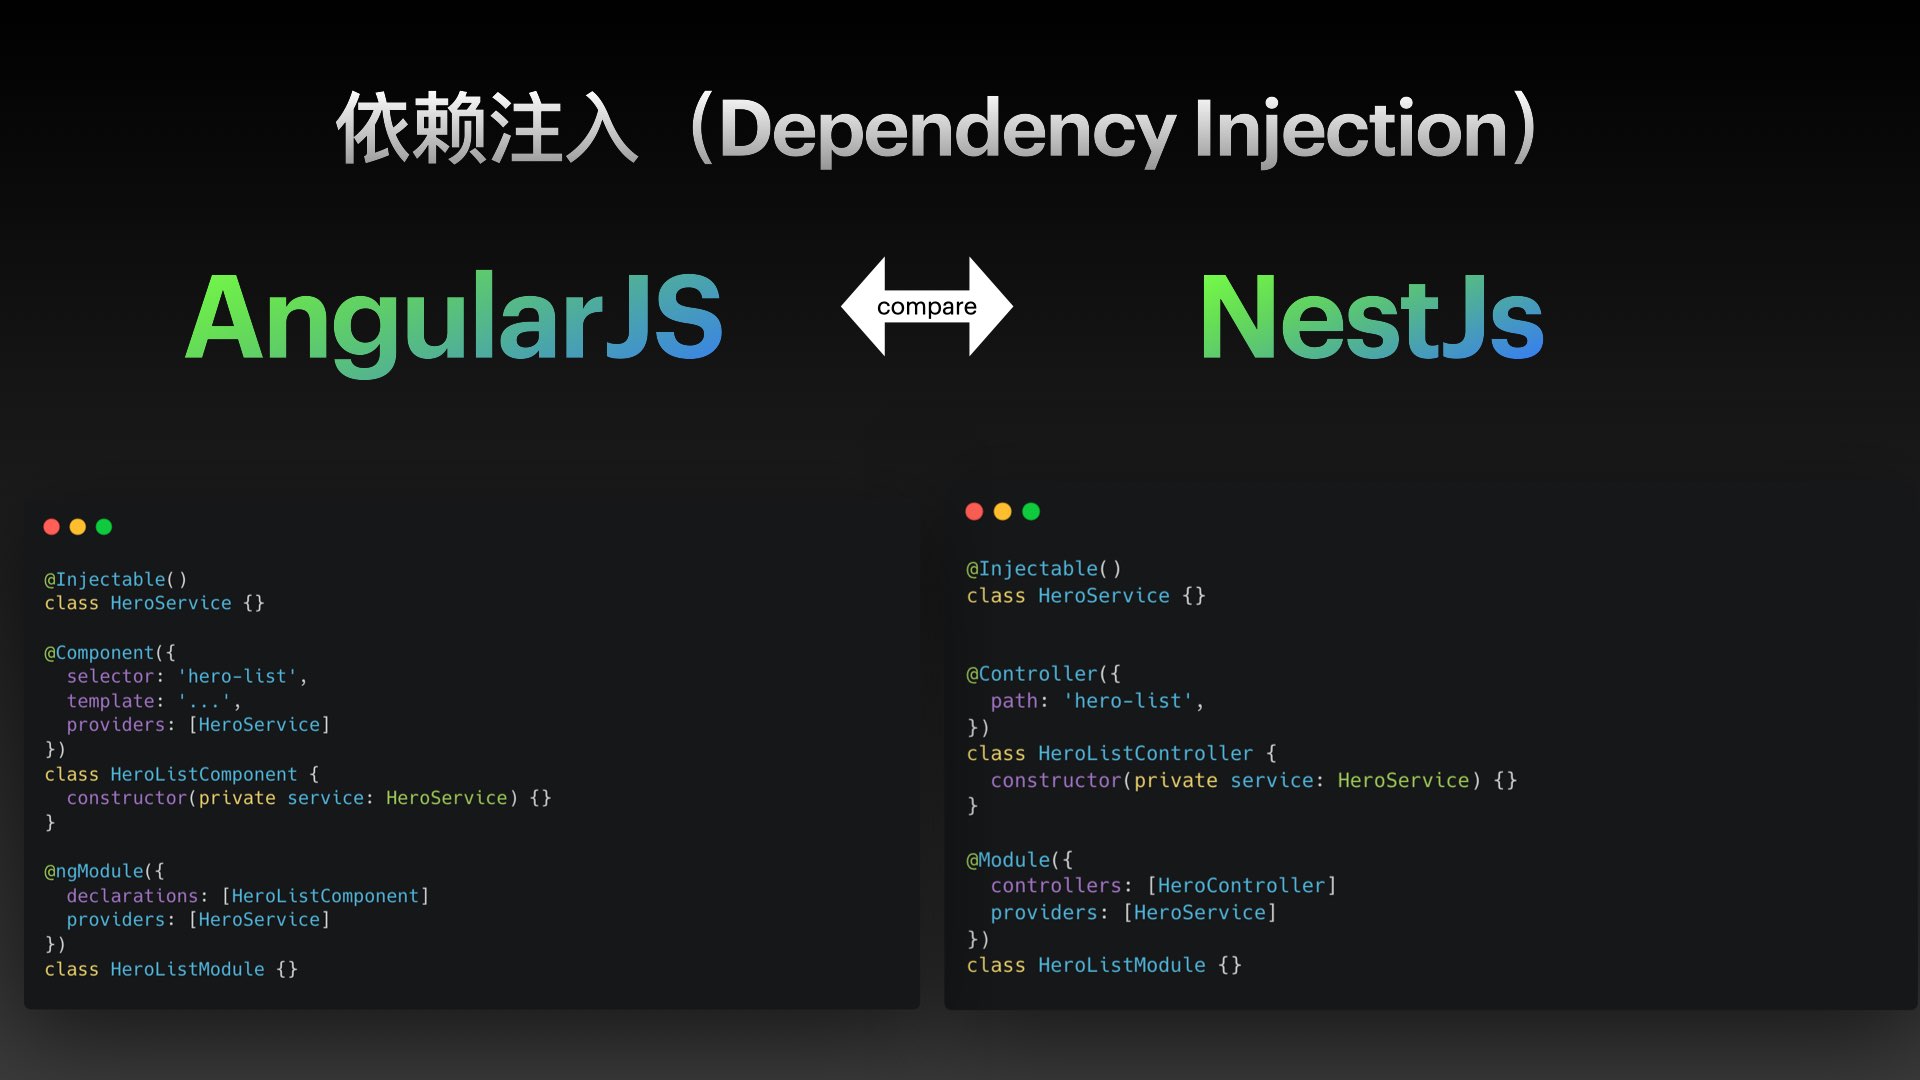 依赖注入（Dependency Injection）
AngularJS
compare
NestJs
@Injectable()
class HeroService {}
@Component({
  selector: 'hero-list',
  template: '...',
  providers: [HeroService]
})
class HeroListComponent {
  constructor(private service: HeroService) {}
}
@ngModule({
  declarations: [HeroListComponent]
  providers: [HeroService]
})
class HeroListModule {}
@Injectable()
class HeroService {}
@Controller({
  path: 'hero-list',
})
class HeroListController {
  constructor(private service: HeroService) {}
}
@Module({
  controllers: [HeroController]
  providers: [HeroService]
})
class HeroListModule {}